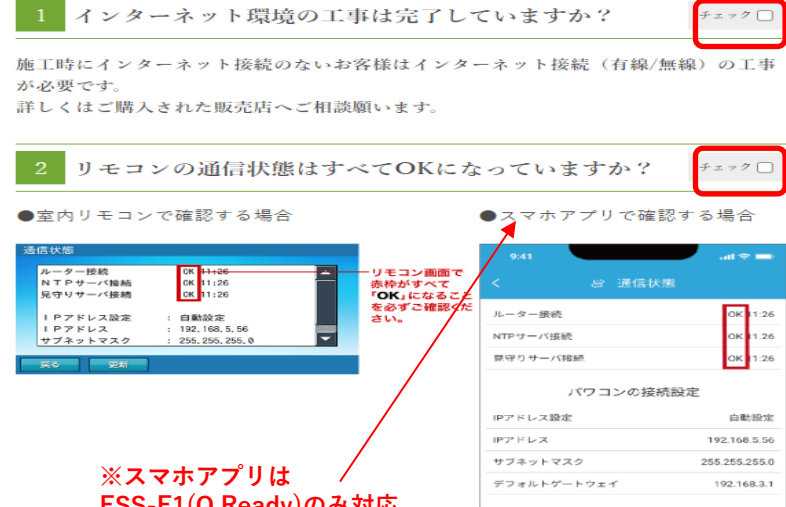 1 インターネット環境の工事は完了していますか？ チェック
施工時にインターネット接続のないお客様はインターネット接続（有線/無線）の工事
が必要です。
詳しくはご購入された販売店へご相談願います。
2 リモコンの通信状態はすべてOKになっていますか？ チェック
●室内リモコンで確認する場合
通信状態
ルーター接続 OK 11:26
NTPサーバ接続 OK 11:26
見守りサーバ接続 OK 11:26
IPアドレス設定 : 自動設定
IPアドレス : 192.168.5.56
サブネットマスク : 255.255.255.0
戻る 更新
リモコン画面で
赤枠がすべて
「OK」になること
を必ずご確認くだ
さい。
●スマホアプリで確認する場合
9:41
通信状態
ルーター接続 OK 11:26
NTPサーバ接続 OK 11:26
見守りサーバ接続 OK 11:26
パワコンの接続設定
IPアドレス設定 自動設定
IPアドレス 192.168.5.56
サブネットマスク 255.255.255.0
デフォルトゲートウェイ 192.168.3.1
※スマホアプリは
ESS-E1(Q.Ready)のみ対応